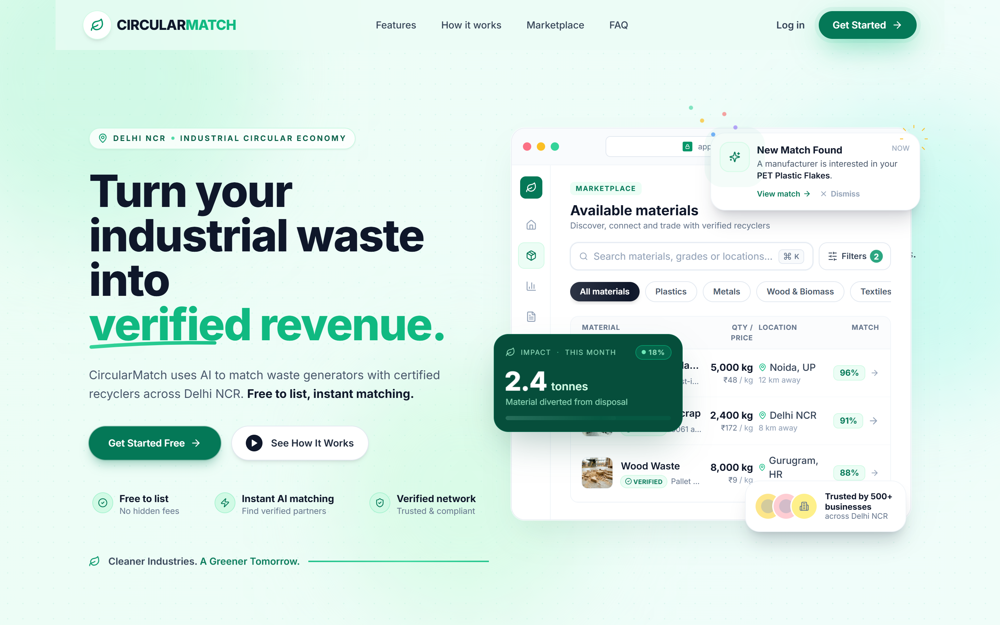 CIRCULARMATCH
Features
How it works
Marketplace
FAQ
Log in
Get Started
DELHI NCR • INDUSTRIAL CIRCULAR ECONOMY
Turn your
industrial waste
into
verified revenue.
CircularMatch uses AI to match waste generators with certified
recyclers across Delhi NCR. Free to list, instant matching.
Get Started Free
See How It Works
Free to list
No hidden fees
Instant AI matching
Find verified partners
Verified network
Trusted & compliant
Cleaner Industries. A Greener Tomorrow.
app
New Match Found
NOW
A manufacturer is interested in your
PET Plastic Flakes.
View match
Dismiss
MARKETPLACE
Available materials
Discover, connect and trade with verified recyclers
Search materials, grades or locations...
⌘ K
Filters 2
All materials
Plastics
Metals
Wood & Biomass
Textiles
MATERIAL
QTY /
PRICE
LOCATION
MATCH
IMPACT · THIS MONTH
18%
2.4 tonnes
Material diverted from disposal
5,000 kg
₹48 / kg
Noida, UP
12 km away
96%
2,400 kg
₹172 / kg
Delhi NCR
8 km away
91%
Wood Waste
VERIFIED
Pallet ...
8,000 kg
₹9 / kg
Gurugram,
HR
88%
Trusted by 500+
businesses
across Delhi NCR